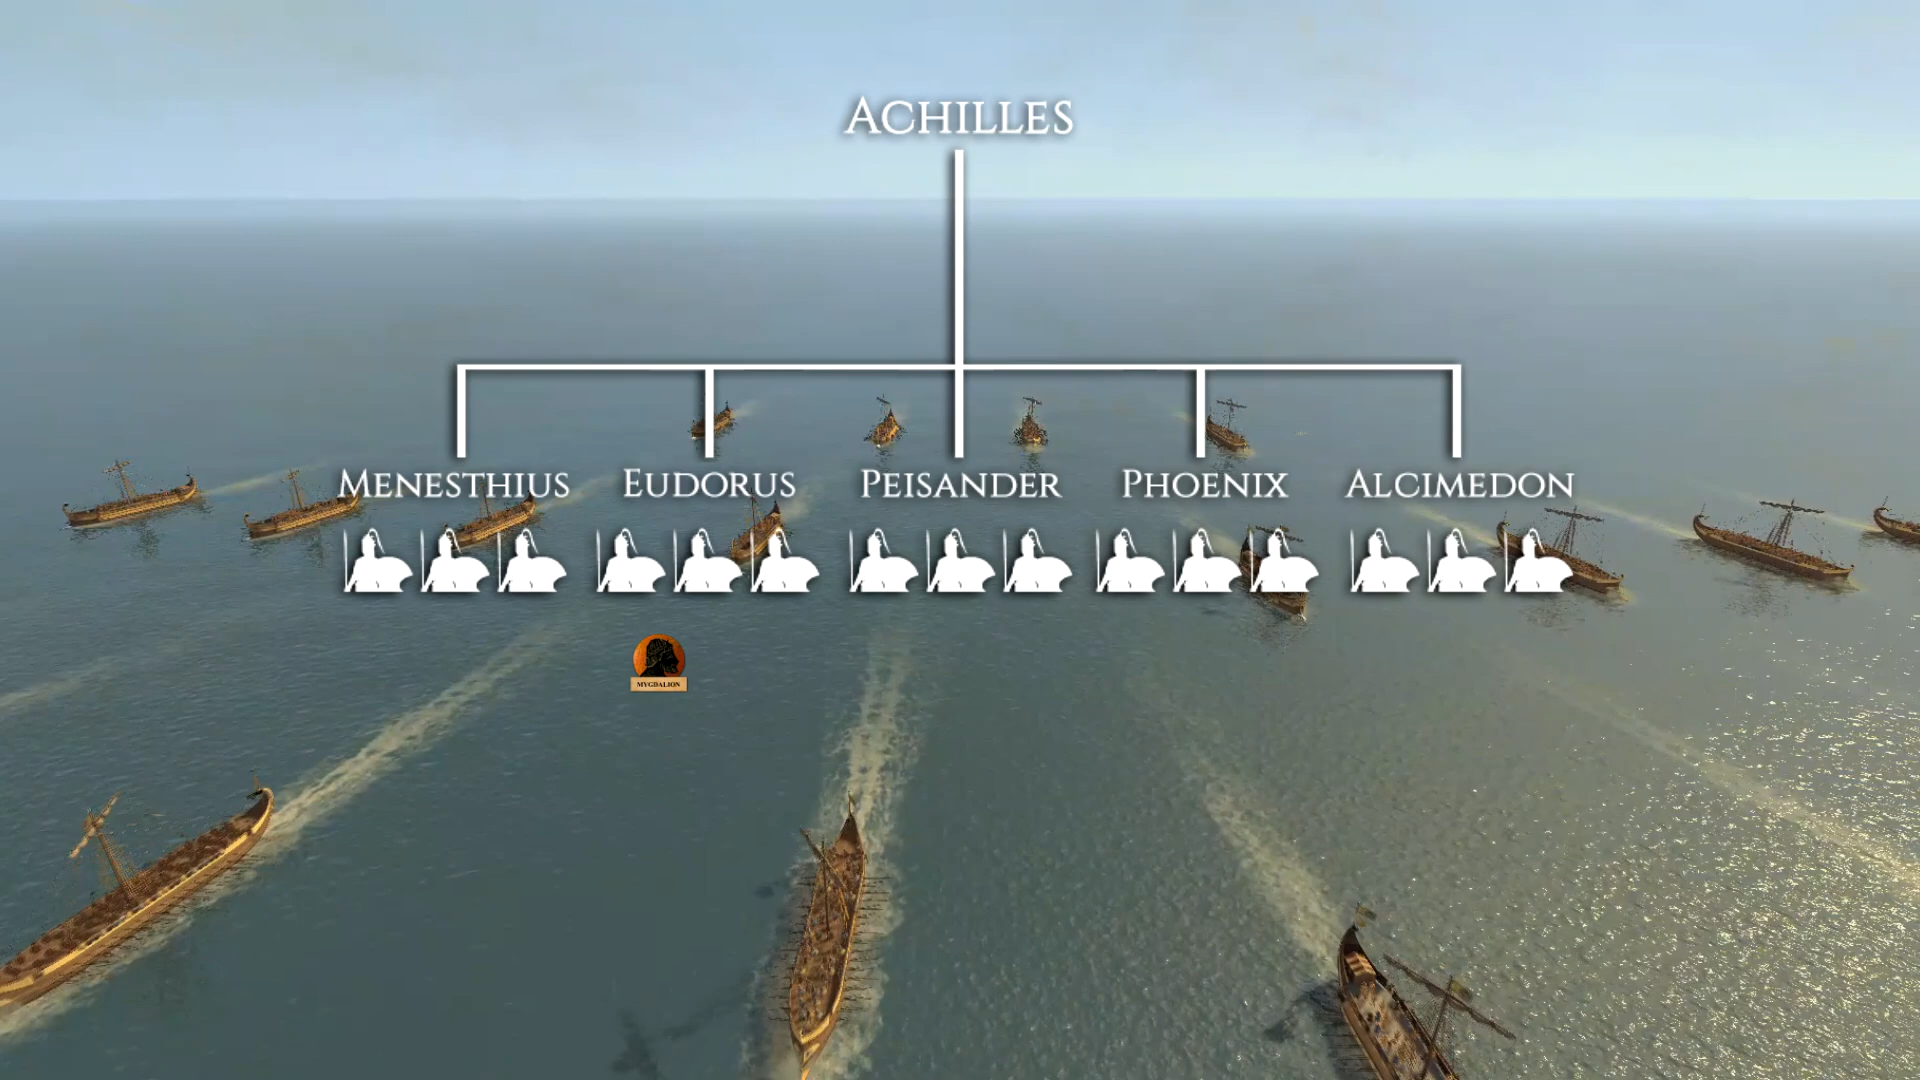 ACHILLES
MENESTHIUS
EUDORUS
PEISANDER
PHOENIX
ALCIMEDON
MYGDALION